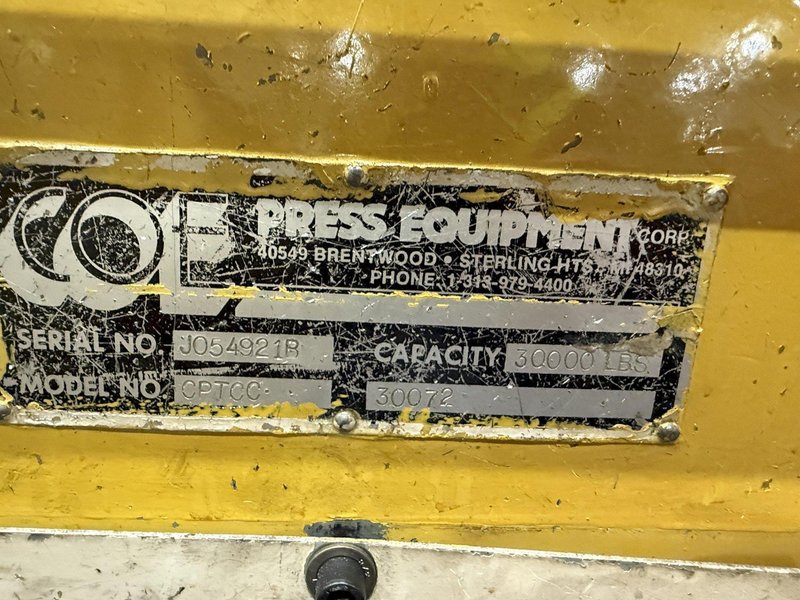 COE PRESS EQUIPMENT CORP.
40549 BRENTWOOD • STERLING HTS. MI 48310
PHONE: 1-313-979-4400
SERIAL NO. J054921B CAPACITY 30000 LBS.
MODEL NO. CPTCC 30072